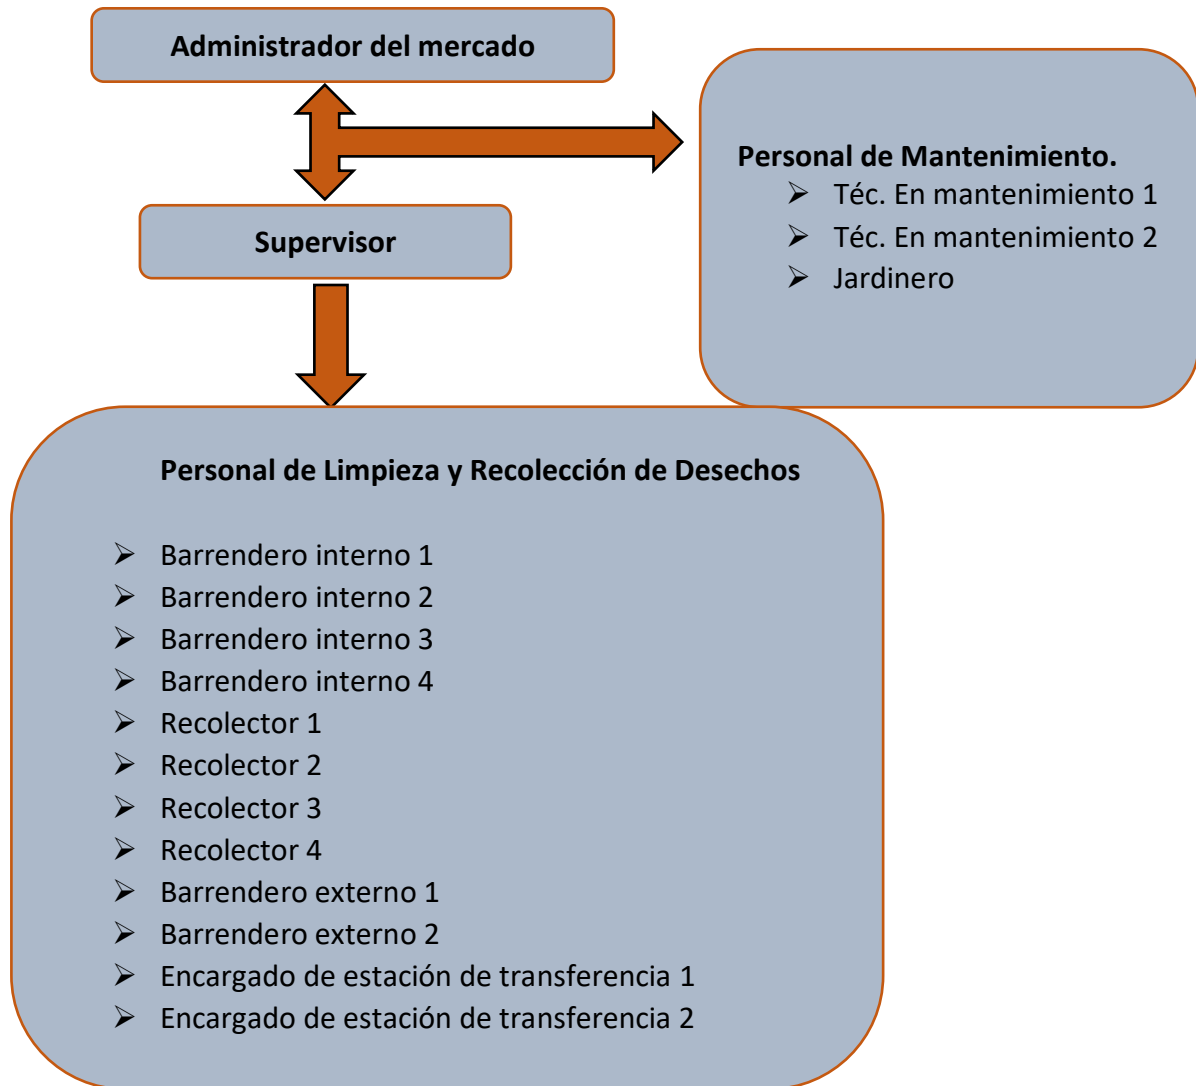 Administrador del mercado
Personal de Mantenimiento.
➢ Téc. En mantenimiento 1
➢ Téc. En mantenimiento 2
➢ Jardinero
Supervisor
Personal de Limpieza y Recolección de Desechos
➢ Barrendero interno 1
➢ Barrendero interno 2
➢ Barrendero interno 3
➢ Barrendero interno 4
➢ Recolector 1
➢ Recolector 2
➢ Recolector 3
➢ Recolector 4
➢ Barrendero externo 1
➢ Barrendero externo 2
➢ Encargado de estación de transferencia 1
➢ Encargado de estación de transferencia 2